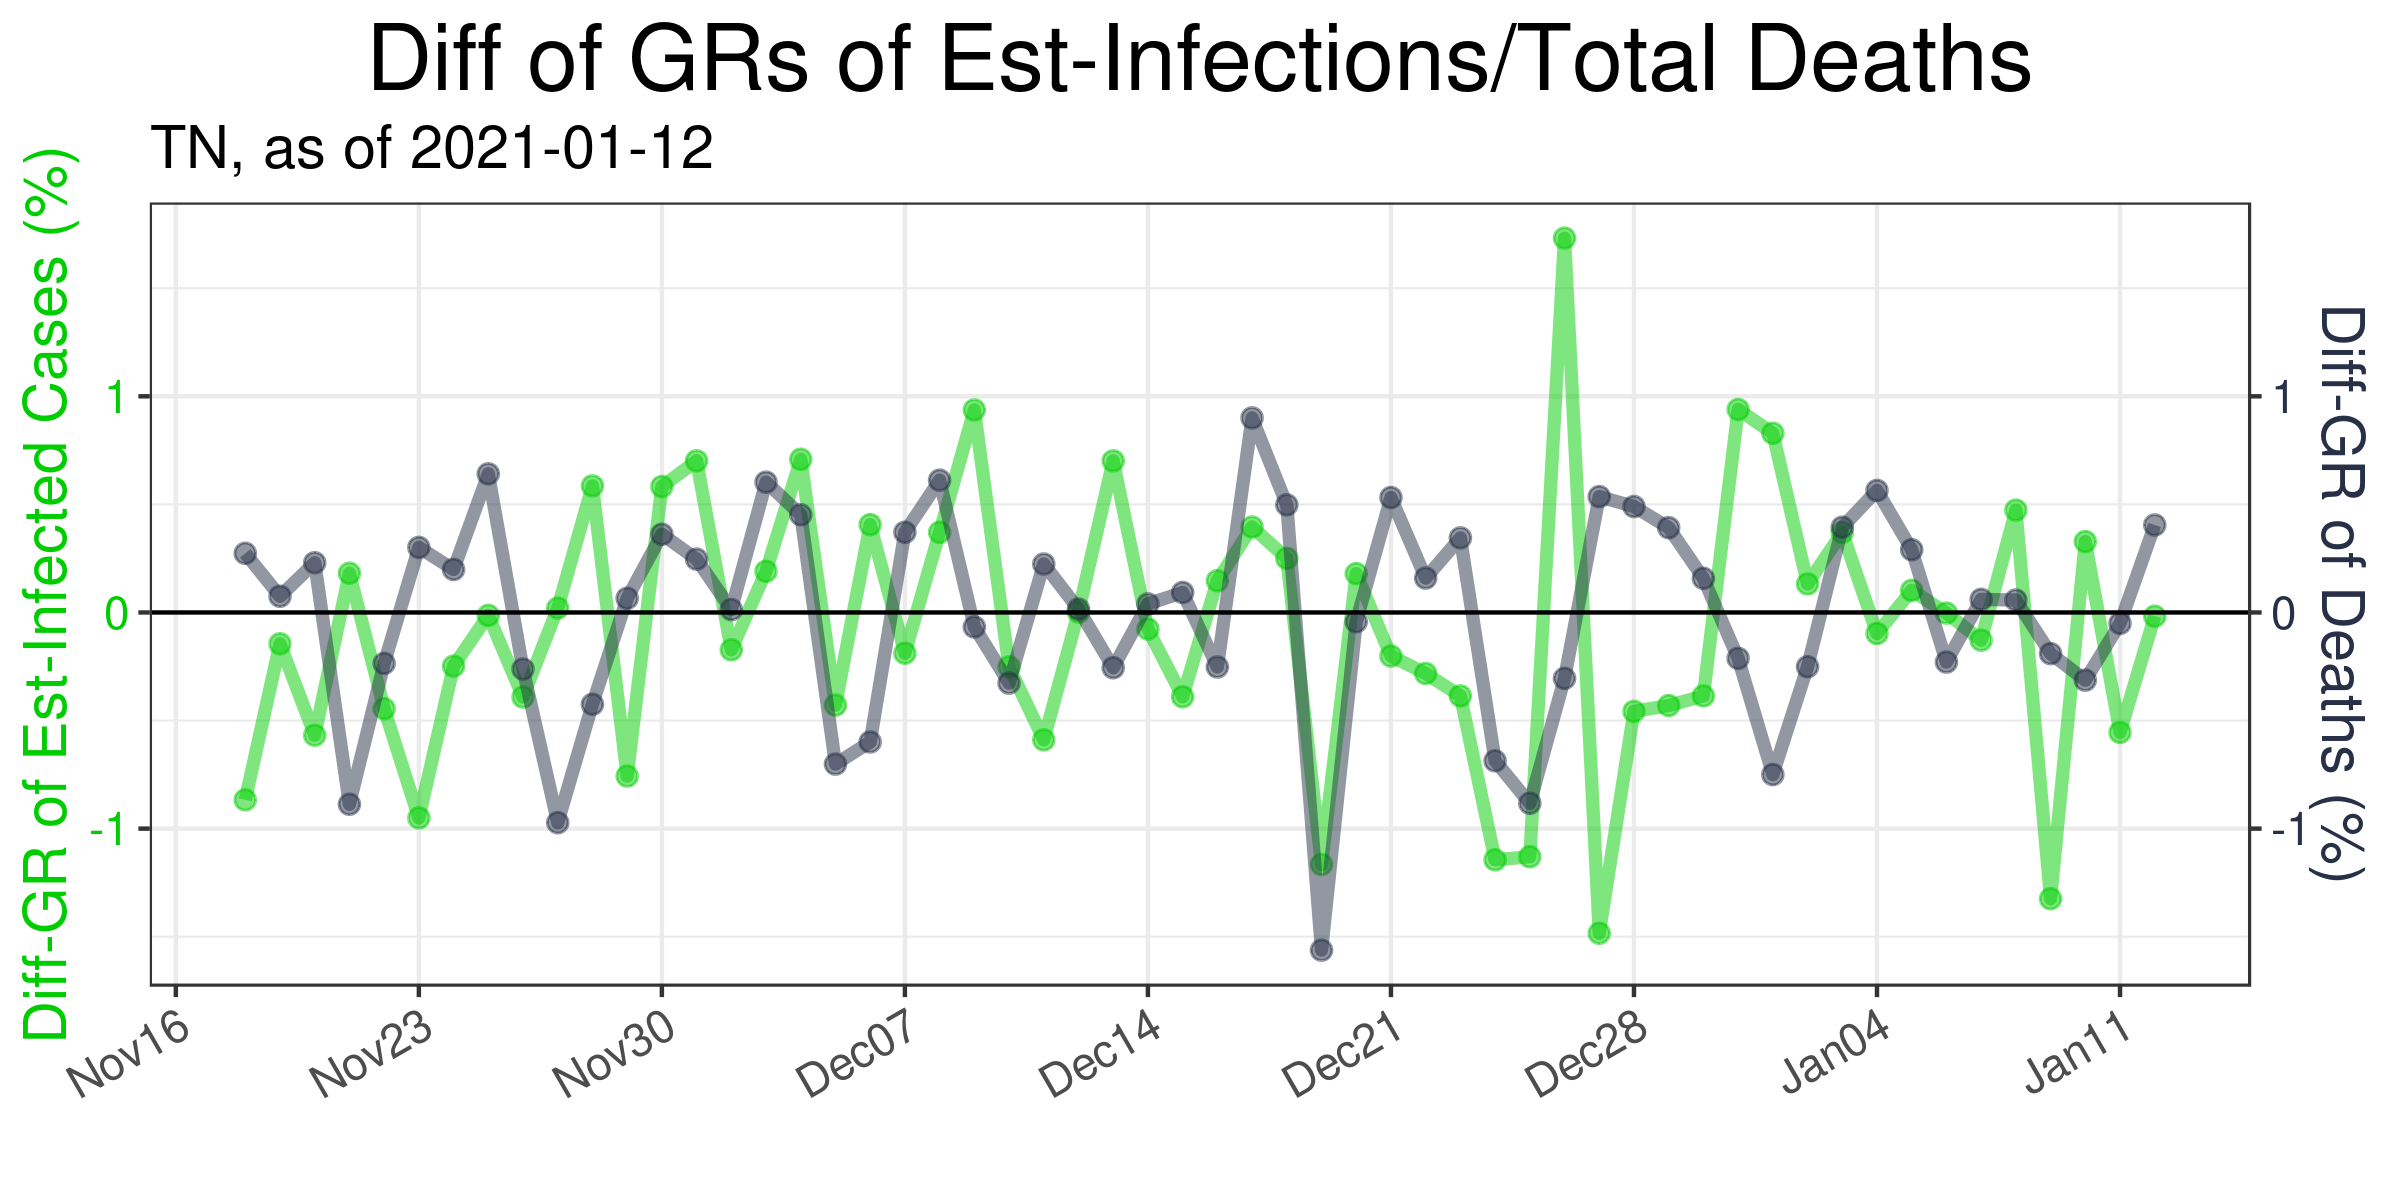 Diff of GRs of Est-Infections/Total Deaths
TN, as of 2021-01-12
Diff-GR of Est-Infected Cases (%)
1
0
-1
1
0
-1
Diff-GR of Deaths (%)
Nov16
Nov23
Nov30
Dec07
Dec14
Dec21
Dec28
Jan04
Jan11